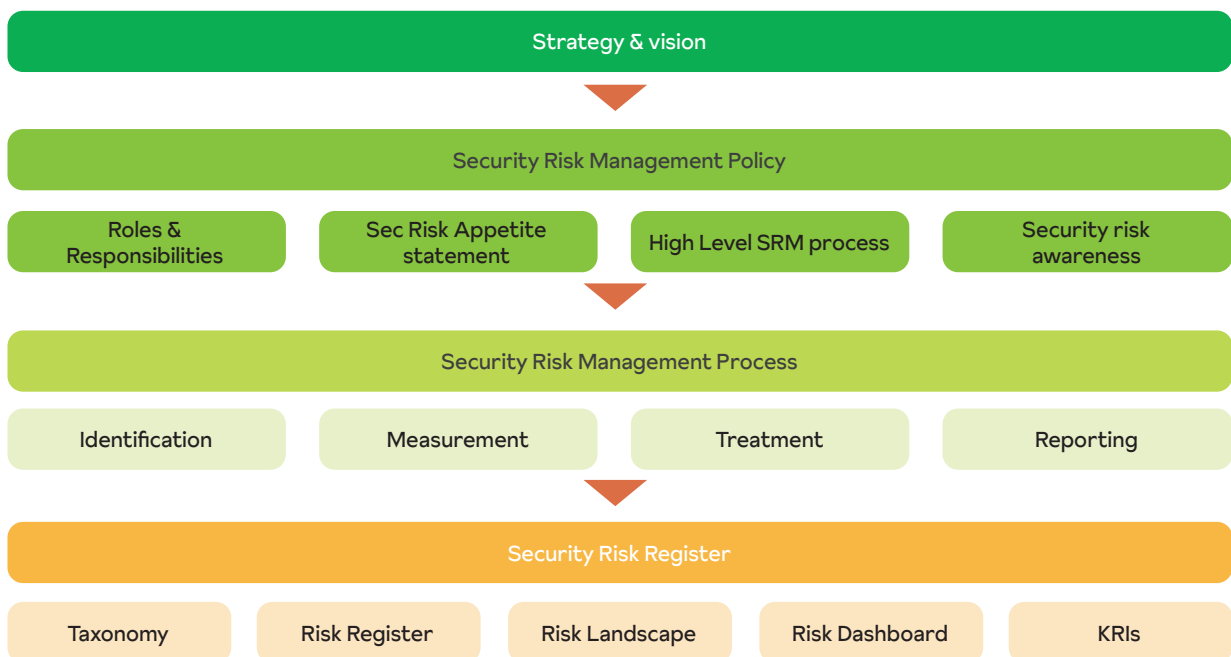 Strategy & vision
Security Risk Management Policy
Roles &
Responsibilities
Sec Risk Appetite
statement
High Level SRM process
Security risk
awareness
Security Risk Management Process
Identification
Measurement
Treatment
Reporting
Security Risk Register
Taxonomy
Risk Register
Risk Landscape
Risk Dashboard
KRIs